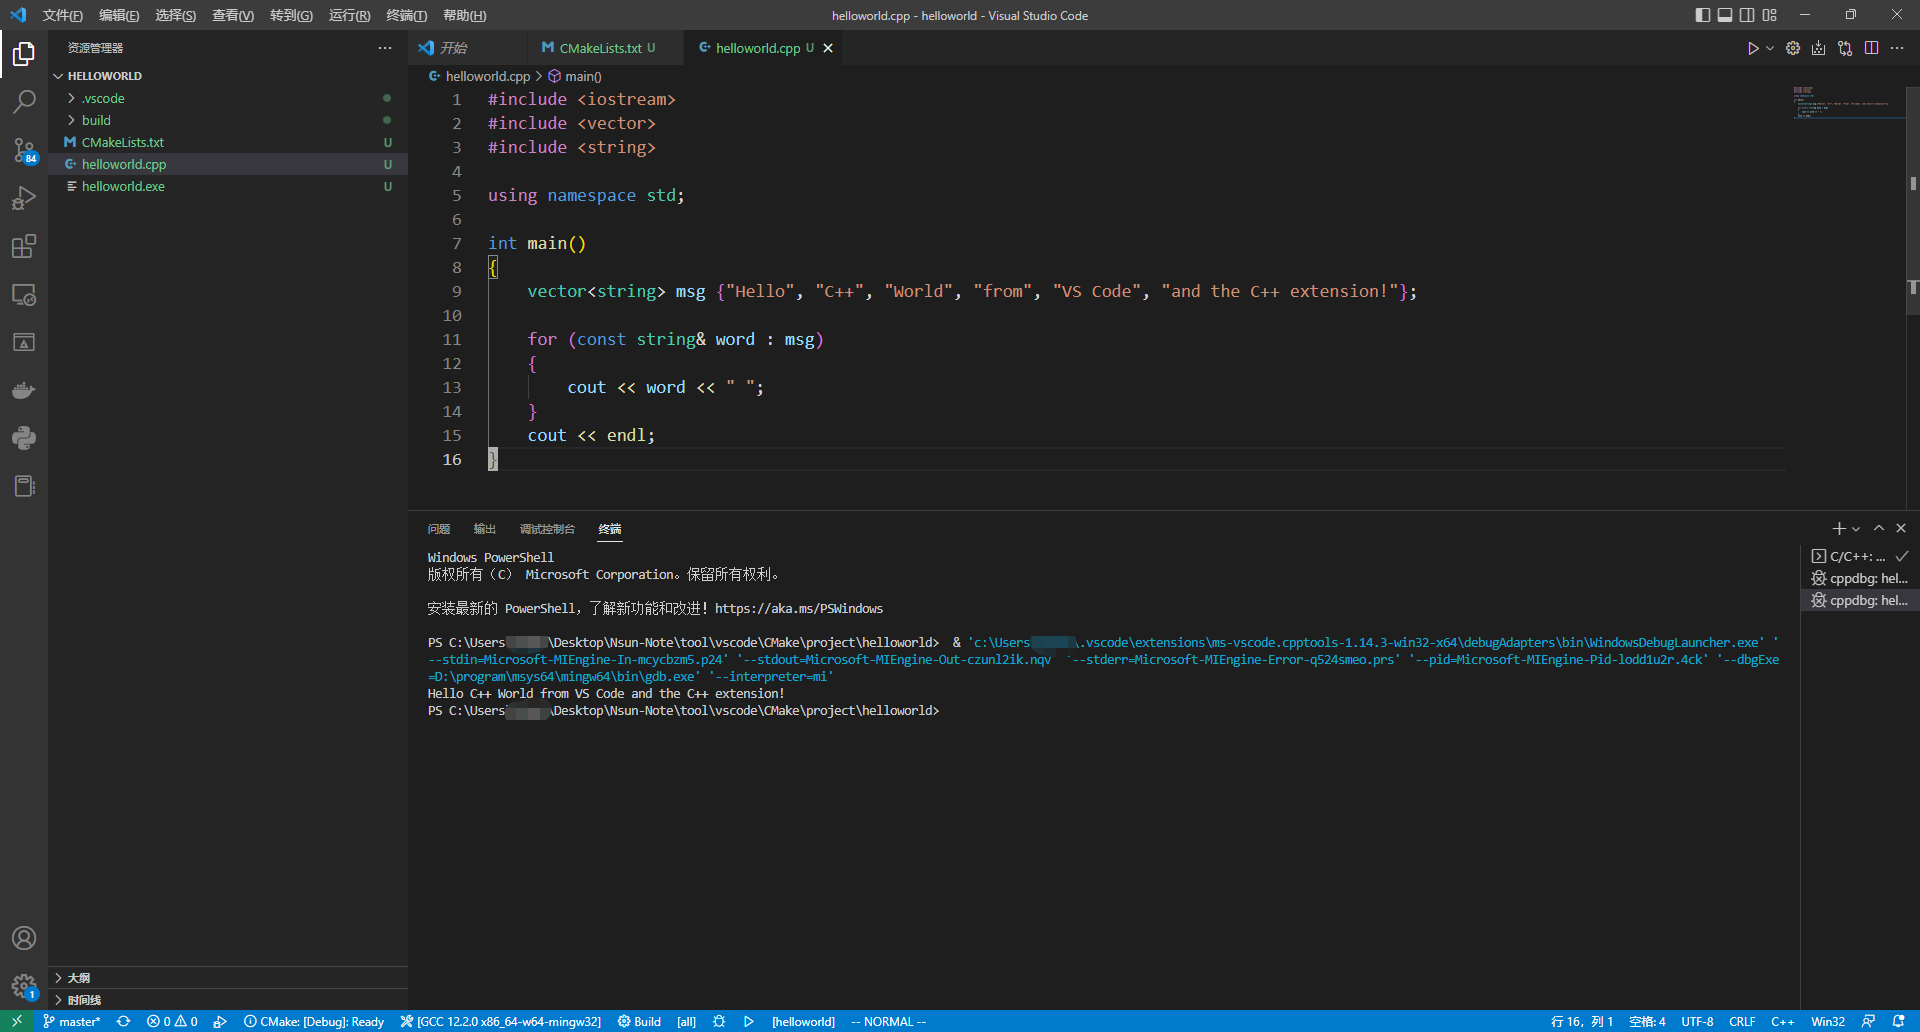 文件(F) 编辑(E) 选择(S) 查看(V) 转到(G) 运行(R) 终端(T) 帮助(H)
helloworld.cpp - helloworld - Visual Studio Code
资源管理器
HELLOWORLD
.vscode
build
CMakeLists.txt U
helloworld.cpp U
helloworld.exe U
大纲
时间线
84
1
开始 CMakeLists.txt U helloworld.cpp U
helloworld.cpp > main()
1 #include <iostream>
2 #include <vector>
3 #include <string>
4
5 using namespace std;
6
7 int main()
8 {
9 vector<string> msg {"Hello", "C++", "World", "from", "VS Code", "and the C++ extension!"};
10
11 for (const string& word : msg)
12 {
13 cout << word << " ";
14 }
15 cout << endl;
16 }
问题 输出 调试控制台 终端
Windows PowerShell
版权所有（C） Microsoft Corporation。保留所有权利。
安装最新的 PowerShell，了解新功能和改进！https://aka.ms/PSWindows
PS C:\Users \Desktop\Nsun-Note\tool\vscode\CMake\project\helloworld> & 'c:\Users \.vscode\extensions\ms-vscode.cpptools-1.14.3-win32-x64\debugAdapters\bin\WindowsDebugLauncher.exe' '
--stdin=Microsoft-MIEngine-In-mcycbzm5.p24' '--stdout=Microsoft-MIEngine-Out-czunl2ik.nqv '--stderr=Microsoft-MIEngine-Error-q524smeo.prs' '--pid=Microsoft-MIEngine-Pid-lodd1u2r.4ck' '--dbgExe
=D:\program\msys64\mingw64\bin\gdb.exe' '--interpreter=mi'
Hello C++ World from VS Code and the C++ extension!
PS C:\Users \Desktop\Nsun-Note\tool\vscode\CMake\project\helloworld>
C/C++: ...
cppdbg: hel...
cppdbg: hel...
master* 0 0 CMake: [Debug]: Ready [GCC 12.2.0 x86_64-w64-mingw32] Build [all] [helloworld] -- NORMAL --
行 16，列 1 空格: 4 UTF-8 CRLF C++ Win32